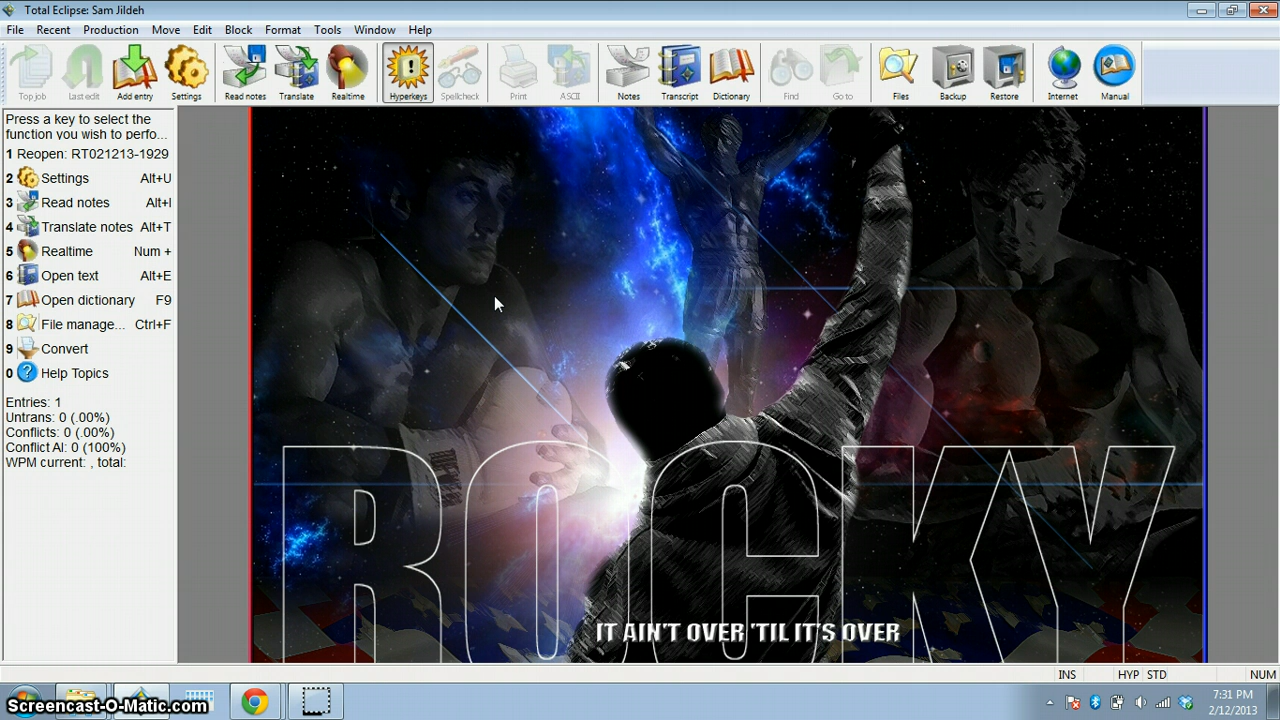 Total Eclipse: Sam Jildeh
File Recent Production Move Edit Block Format Tools Window Help
Top job Last edit Add entry Settings Read notes Translate Realtime Hyperkeys Spellcheck Print ASCII Notes Transcript Dictionary Find Go to Files Backup Restore Internet Manual
Press a key to select the
function you wish to perfo...
1 Reopen: RT021213-1929
2 Settings Alt+U
3 Read notes Alt+I
4 Translate notes Alt+T
5 Realtime Num +
6 Open text Alt+E
7 Open dictionary F9
8 File manage... Ctrl+F
9 Convert
0 Help Topics
Entries: 1
Untrans: 0 (.00%)
Conflicts: 0 (.00%)
Conflict AI: 0 (100%)
WPM current: , total:
ROCKY
IT AIN'T OVER 'TIL IT'S OVER
INS HYP STD NUM
7:31 PM
2/12/2013
Screencast-O-Matic.com